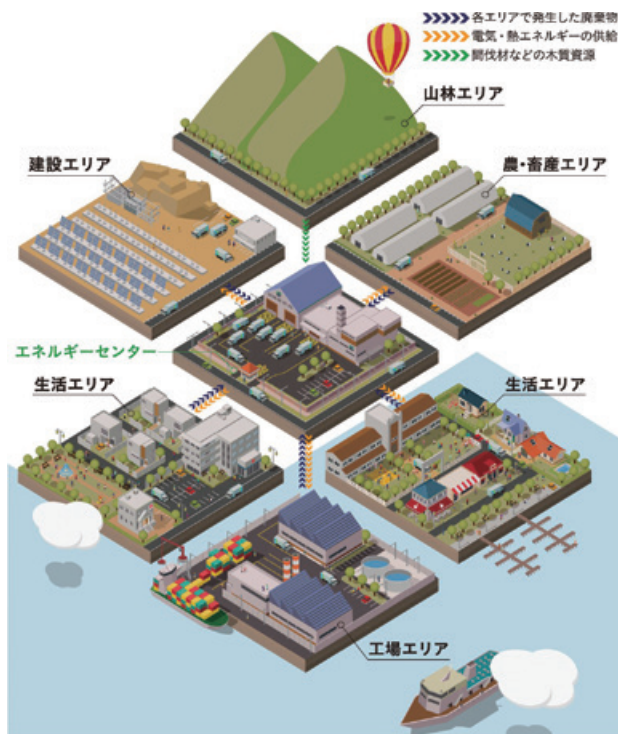 各エリアで発生した廃棄物
電気・熱エネルギーの供給
間伐材などの木質資源
山林エリア
建設エリア
農・畜産エリア
エネルギーセンター
生活エリア
生活エリア
工場エリア